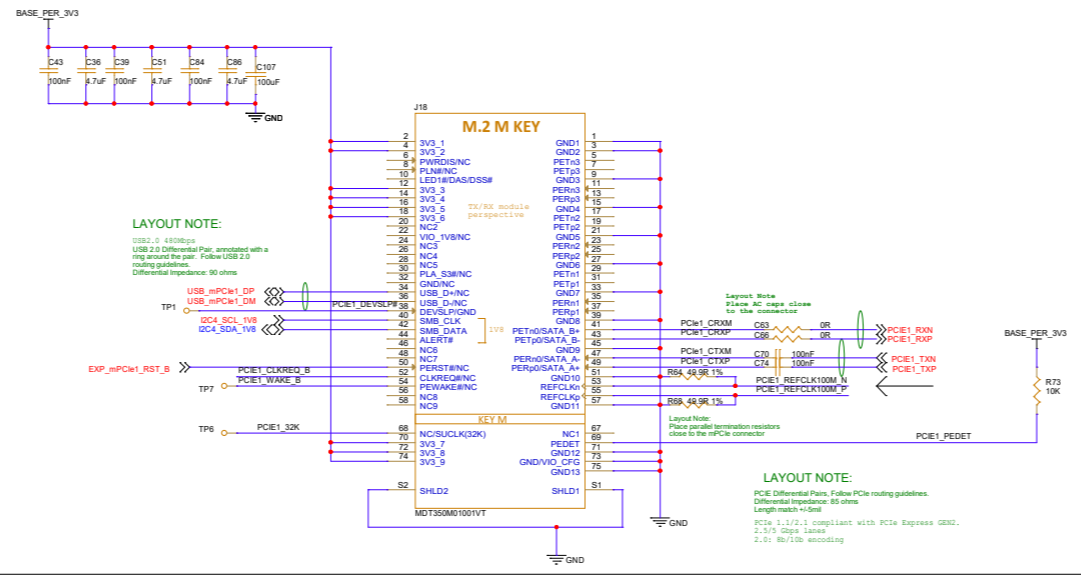 BASE_PER_3V3
C43
100nF
C36
4.7uF
C39
100nF
C51
4.7uF
C84
100nF
C86
4.7uF
C107
100uF
GND
J18
M.2 M KEY
2
3V3_1
4
3V3_2
6
PWRDIS/NC
8
PLN#/NC
10
LED1#/DAS/DSS#
12
3V3_3
14
3V3_4
16
3V3_5
18
3V3_6
20
NC2
22
VIO_1V8/NC
24
NC3
26
NC4
28
NC5
30
PLA_S3#/NC
32
GND/NC
34
USB_D+/NC
36
USB_D-/NC
38
DEVSLP/GND
40
SMB_CLK
42
SMB_DATA
44
ALERT#
46
NC6
48
NC7
50
PERST#/NC
52
CLKREQ#/NC
54
PEWAKE#/NC
56
NC8
58
NC9
1
GND1
3
GND2
5
PETn3
7
PETp3
9
GND3
11
PERn3
13
PERp3
15
GND4
17
PETn2
19
PETp2
21
GND5
23
PERn2
25
PERp2
27
GND6
29
PETn1
31
PETp1
33
GND7
35
PERn1
37
PERp1
39
GND8
41
PETn0/SATA_B+
43
PETp0/SATA_B-
45
GND9
47
PERn0/SATA_A-
49
PERp0/SATA_A+
51
GND10
53
REFCLKn
55
REFCLKp
57
GND11
TX/RX module
perspective
1V8
KEY M
68
NC/SUCLK(32K)
70
3V3_7
72
3V3_8
74
3V3_9
67
NC1
69
PEDET
71
GND12
73
GND/VIO_CFG
75
GND13
S2
SHLD2
S1
SHLD1
MDT350M01001VT
GND
GND
LAYOUT NOTE:
USB2.0 480Mbps
USB 2.0 Differential Pair, annotated with a
ring around the pair. Follow USB 2.0
routing guidelines.
Differential Impedance: 90 ohms
USB_mPCIe1_DP
USB_mPCIe1_DM
TP1
PCIE1_DEVSLP#
I2C4_SCL_1V8
I2C4_SDA_1V8
EXP_mPCIe1_RST_B
PCIE1_CLKREQ_B
TP7
PCIE1_WAKE_B
TP6
PCIE1_32K
Layout Note
Place AC caps close
to the connector
PCIe1_CRXM
C63
0R
PCIE1_RXN
PCIe1_CRXP
C66
0R
PCIE1_RXP
PCIe1_CTXM
C70
100nF
PCIE1_TXN
PCIe1_CTXP
C74
100nF
PCIE1_TXP
R64 49.9R 1%
PCIE1_REFCLK100M_N
PCIE1_REFCLK100M_P
R68 49.9R 1%
Layout Note:
Place parallel termination resistors
close to the mPCIe connector
BASE_PER_3V3
R73
10K
PCIE1_PEDET
LAYOUT NOTE:
PCIE Differential Pairs, Follow PCIe routing guidelines.
Differential Impedance: 85 ohms
Length match +/-5mil
PCIe 1.1/2.1 compliant with PCIe Express GEN2.
2.5/5 Gbps lanes
2.0: 8b/10b encoding